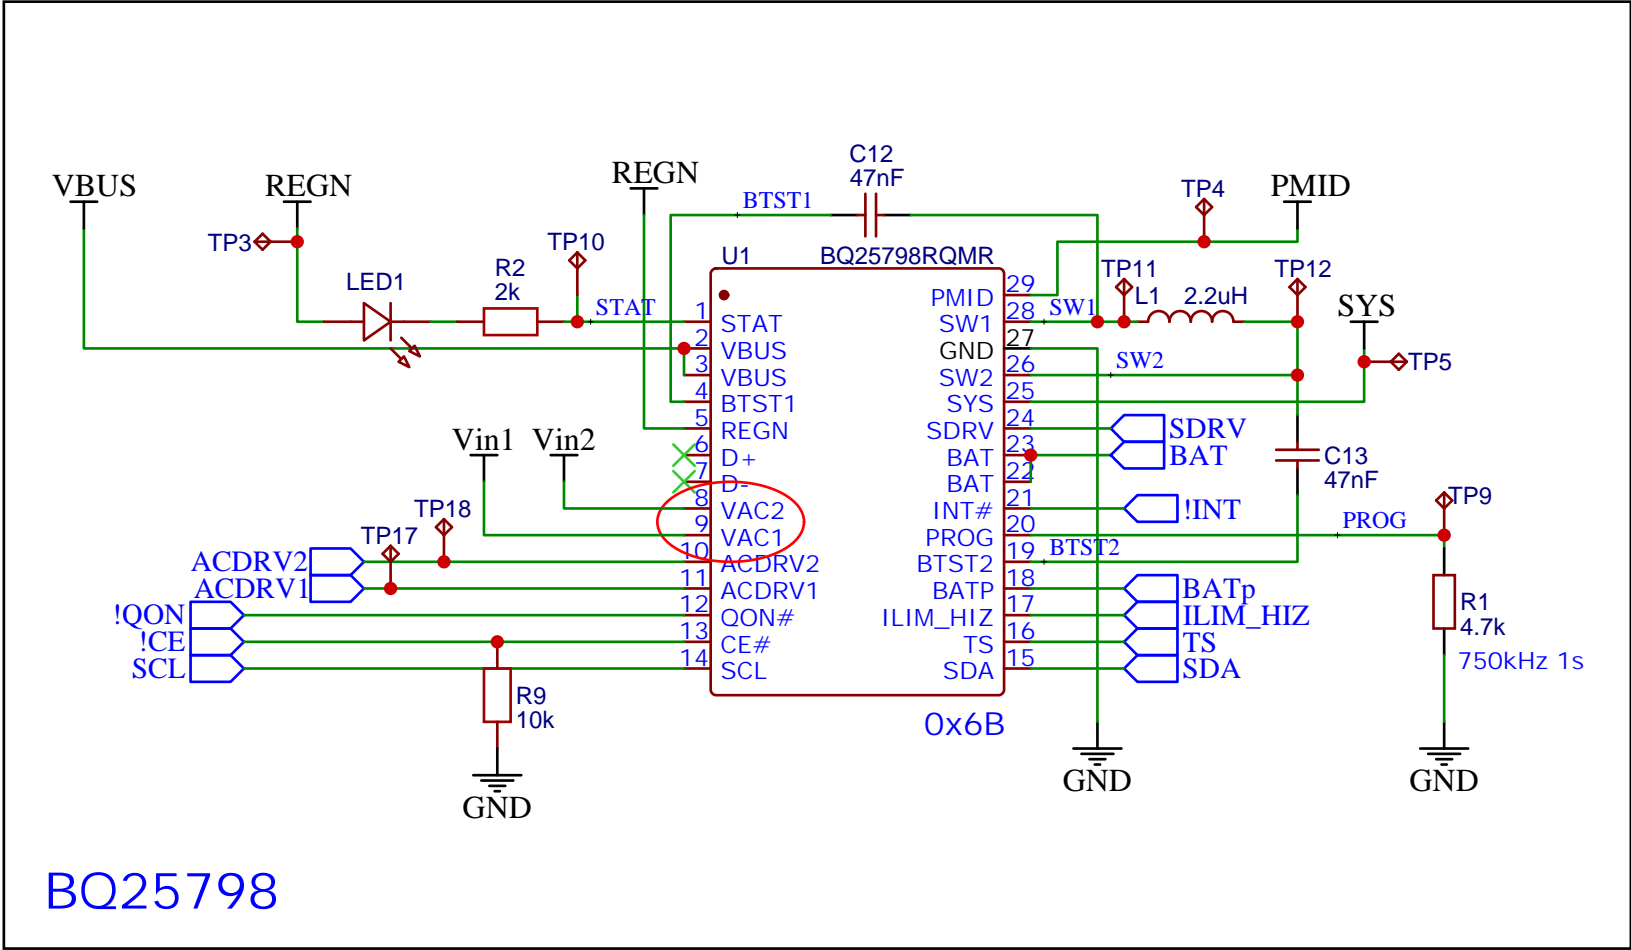 C12
47nF
REGN
VBUS
REGN
TP4
PMID
BTST1
TP3
TP10
U1
BQ25798RQMR
LED1
R2
2k
STAT
TP11
TP12
L1
2.2uH
SYS
TP5
SW1
SW2
1 STAT
2 VBUS
3 VBUS
4 BTST1
5 REGN
6 D+
7 D-
8 VAC2
9 VAC1
10 ACDRV2
11 ACDRV1
12 QON#
13 CE#
14 SCL
PMID 29
SW1 28
GND 27
SW2 26
SYS 25
SDRV 24
BAT 23
BAT 22
INT# 21
PROG 20
BTST2 19
BATP 18
ILIM_HIZ 17
TS 16
SDA 15
Vin1
Vin2
TP18
TP17
ACDRV2
ACDRV1
!QON
!CE
SCL
R9
10k
GND
SDRV
BAT
!INT
C13
47nF
TP9
PROG
BTST2
BATp
ILIM_HIZ
TS
SDA
R1
4.7k
750kHz 1s
0x6B
GND
GND
BQ25798